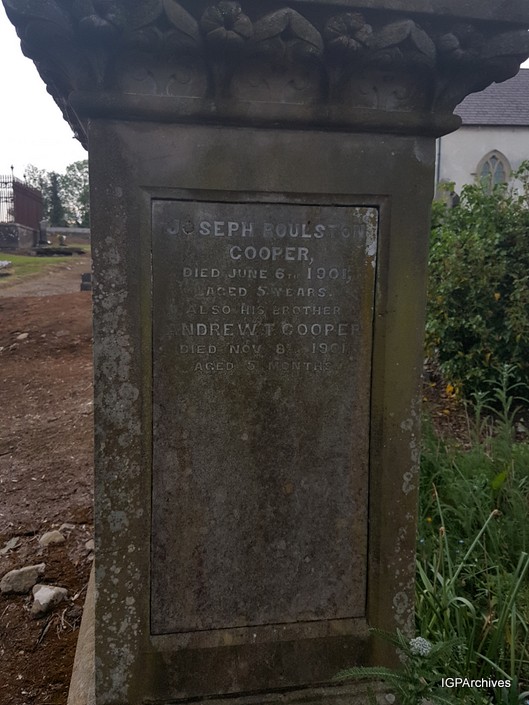 JOSEPH ROULSTON
COOPER,
DIED JUNE 6TH 1901,
AGED 5 YEARS.
ALSO HIS BROTHER
ANDREW T. COOPER
DIED NOV. 8TH 1901
AGED 5 MONTHS
IGPArchives